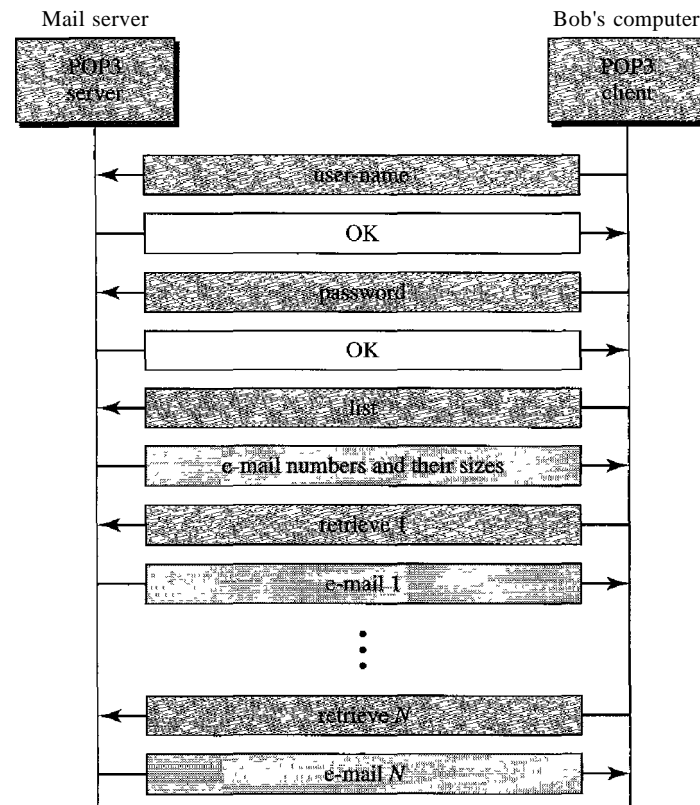 Mail server
Bob's computer
POP3
server
POP3
client
user-name
OK
password
OK
list
e-mail numbers and their sizes
retrieve 1
e-mail 1
retrieve N
e-mail N